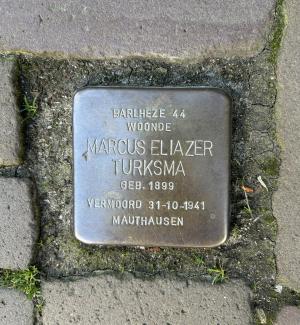 BARLHEZE 44
WOONDE
MARCUS ELIAZER
TURKSMA
GEB. 1899
VERMOORD 31-10-1941
MAUTHAUSEN